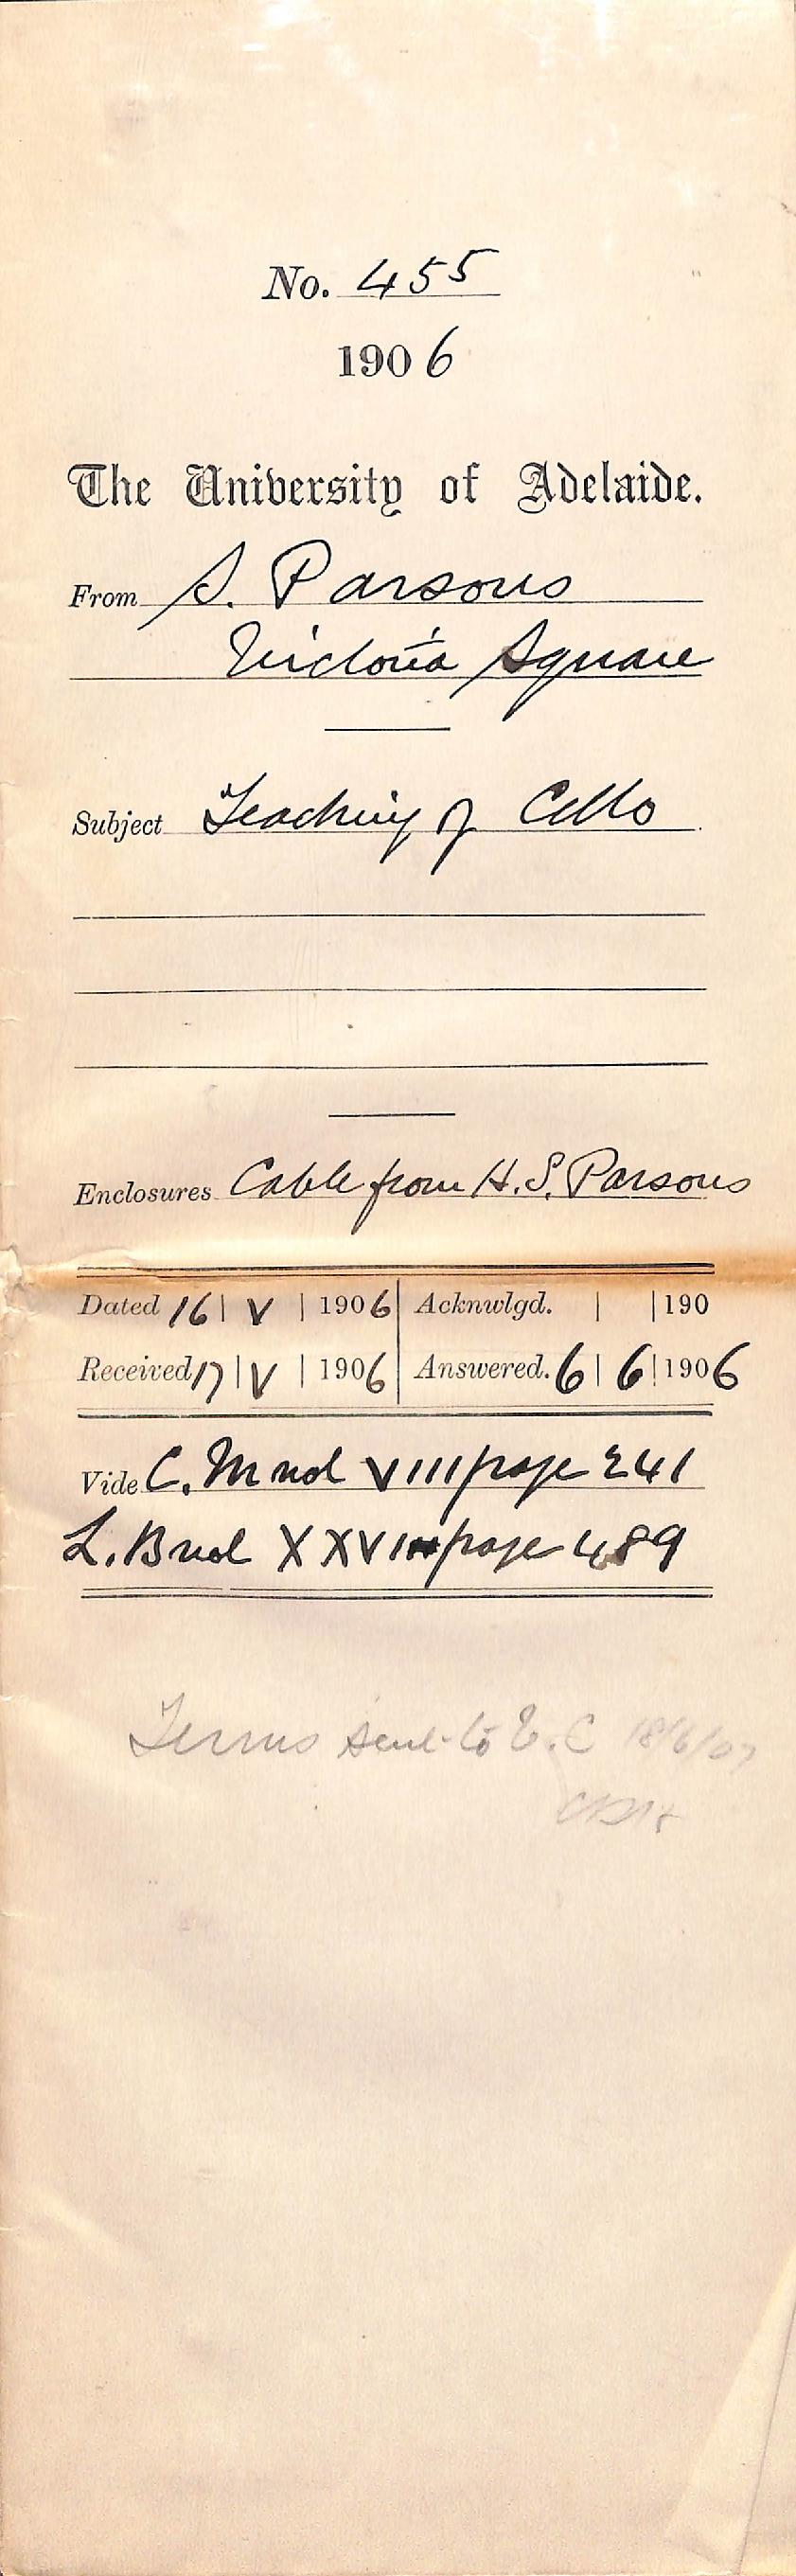 No. 455
1906
The University of Adelaide.
From S. Parsons
Victoria Square
Subject Teaching of Cello
Enclosures Cable from H. S. Parsons
Dated 16 | V | 1906 | Acknwlgd. | | 190
Received 17 | V | 1906 | Answered. 6 | 6 | 1906
Vide C. M vol VIII page 241
L. B vol page 489
Terms sent to E. C 18/6/07